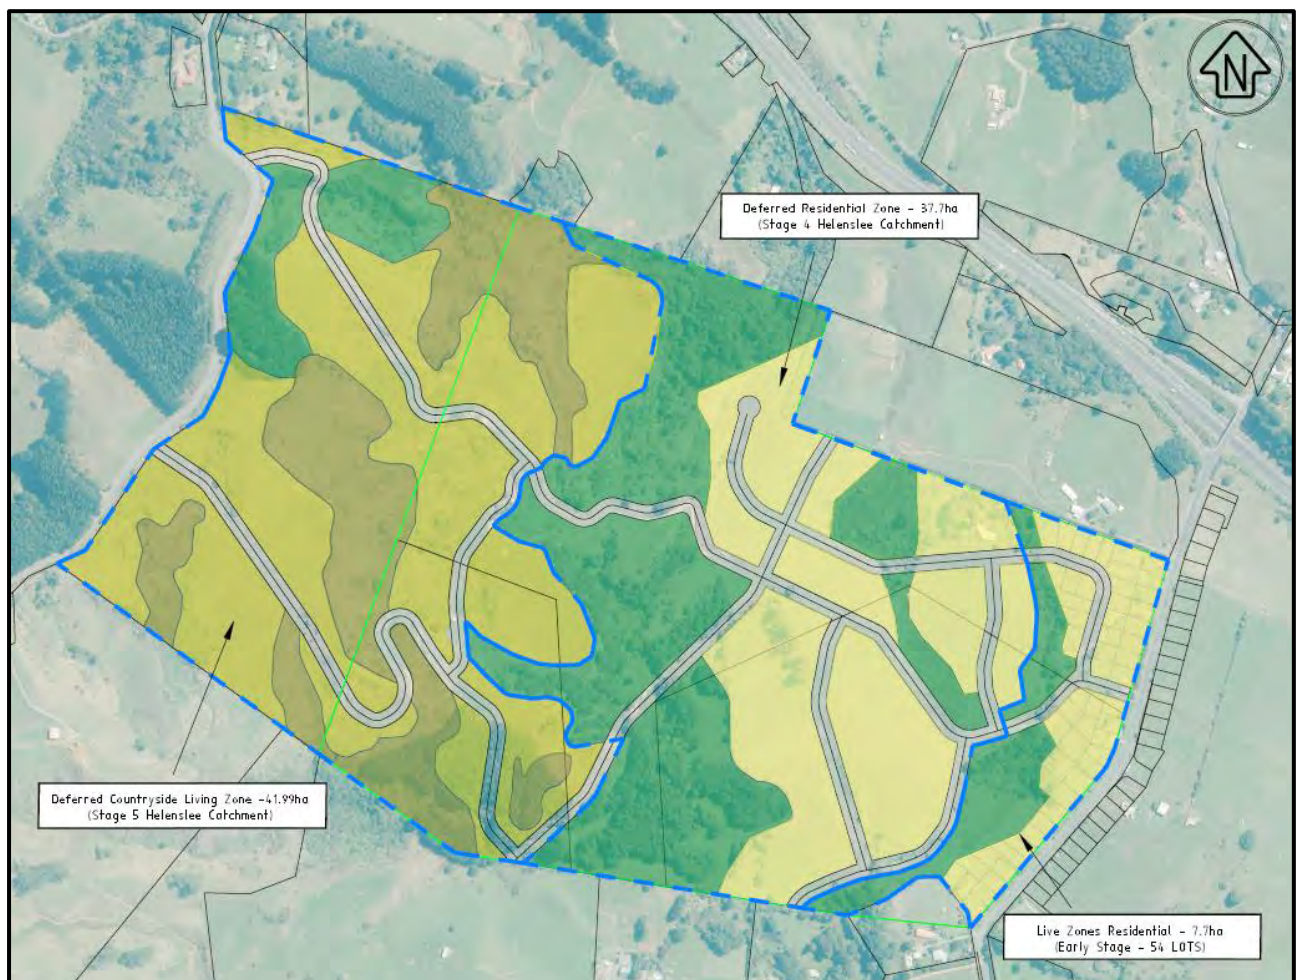 N
Deferred Residential Zone - 37.7ha
(Stage 4 Helenslee Catchment)
Deferred Countryside Living Zone -41.99ha
(Stage 5 Helenslee Catchment)
Live Zones Residential - 7.7ha
(Early Stage - 54 LOTS)